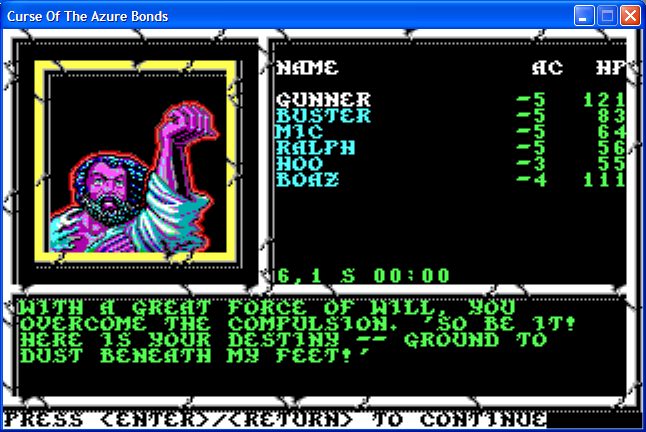 Curse Of The Azure Bonds
NAME AC HP
GUNNER -5 121
BUSTER -5 83
MIC -5 64
RALPH -5 56
HOO -3 55
BOAZ -4 111
6,1 S 00:00
WITH A GREAT FORCE OF WILL, YOU
OVERCOME THE COMPULSION. 'SO BE IT!
HERE IS YOUR DESTINY -- GROUND TO
DUST BENEATH MY FEET!'
PRESS <ENTER>/<RETURN> TO CONTINUE